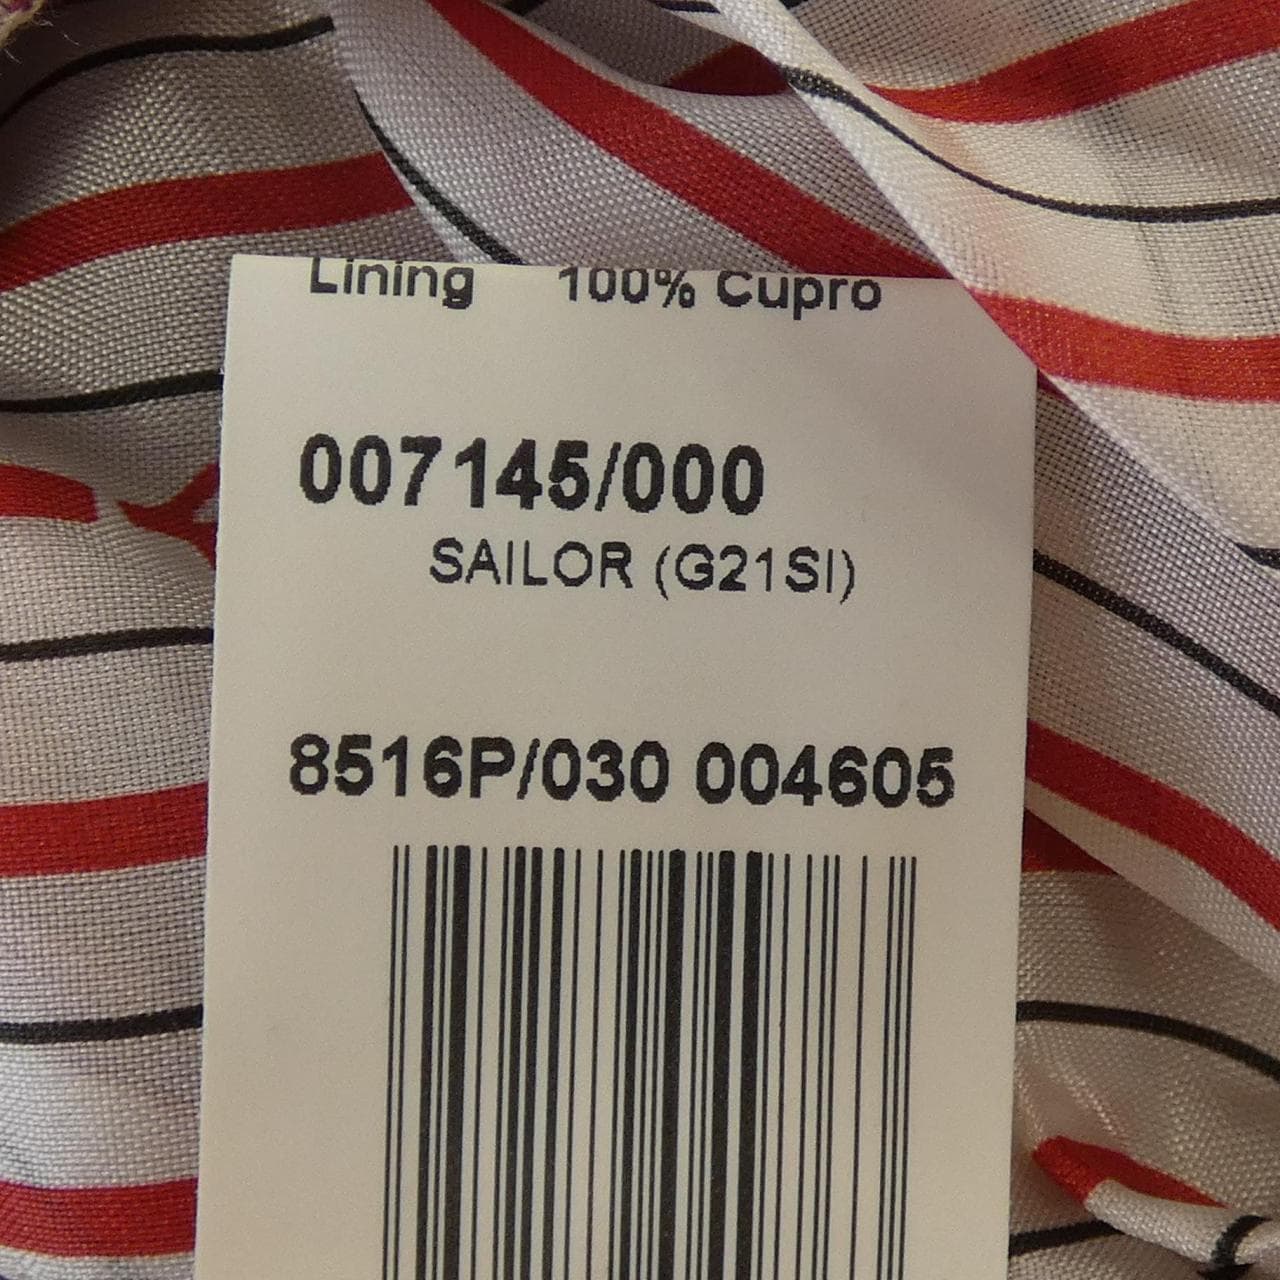 Lining 100% Cupro
007145/000
SAILOR (G21SI)
8516P/030 004605